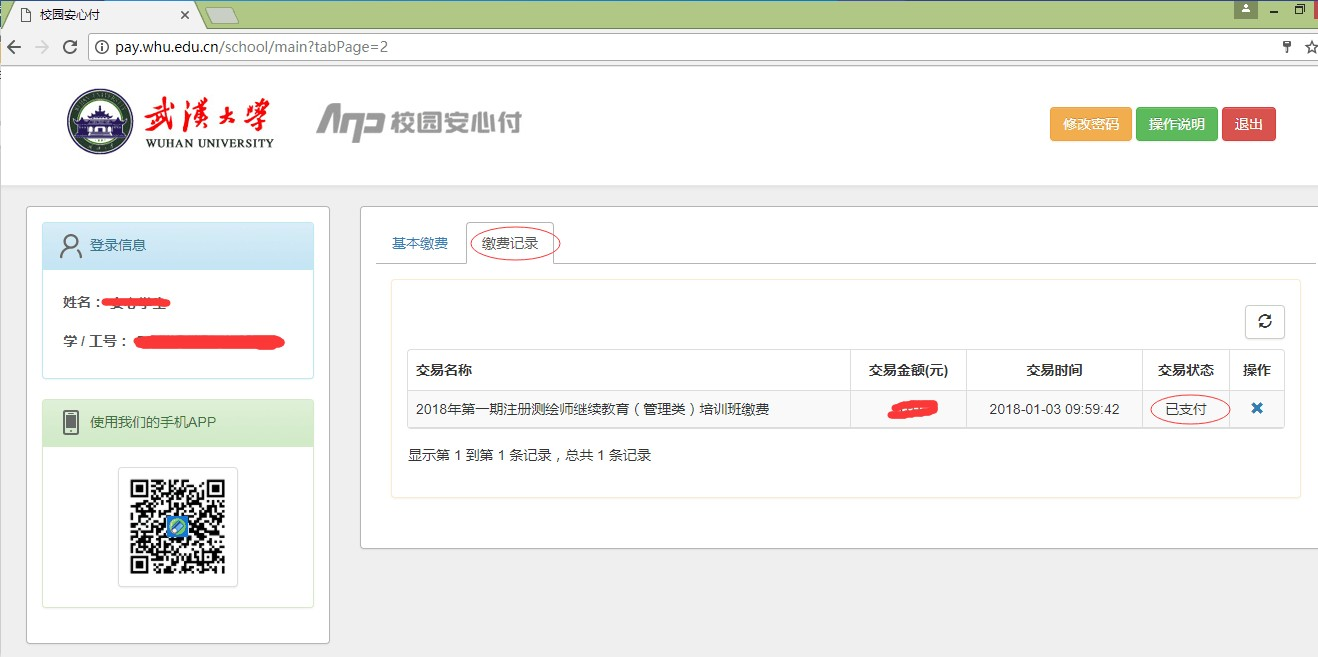 校园安心付
pay.whu.edu.cn/school/main?tabPage=2
武漢大学
WUHAN UNIVERSITY
校园安心付
修改密码
操作说明
退出
登录信息
姓名：
学 / 工号：
使用我们的手机APP
基本缴费
缴费记录
交易名称 交易金额(元) 交易时间 交易状态 操作
2018年第一期注册测绘师继续教育（管理类）培训班缴费 2018-01-03 09:59:42 已支付
显示第 1 到第 1 条记录，总共 1 条记录